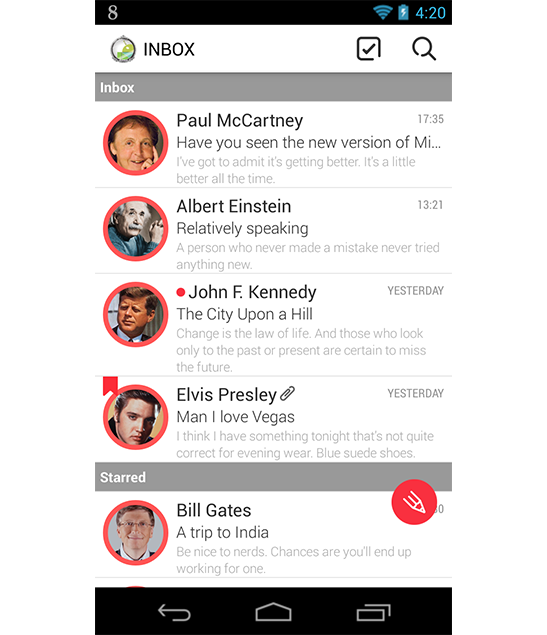 8 4:20
INBOX
Inbox
Paul McCartney 17:35
Have you seen the new version of Mi...
I've got to admit it's getting better. It's a little
better all the time.
Albert Einstein 13:21
Relatively speaking
A person who never made a mistake never tried
anything new.
John F. Kennedy YESTERDAY
The City Upon a Hill
Change is the law of life. And those who look
only to the past or present are certain to miss
the future.
Elvis Presley YESTERDAY
Man I love Vegas
I think I have something tonight that's not quite
correct for evening wear. Blue suede shoes.
Starred
Bill Gates
A trip to India
Be nice to nerds. Chances are you'll end up
working for one.